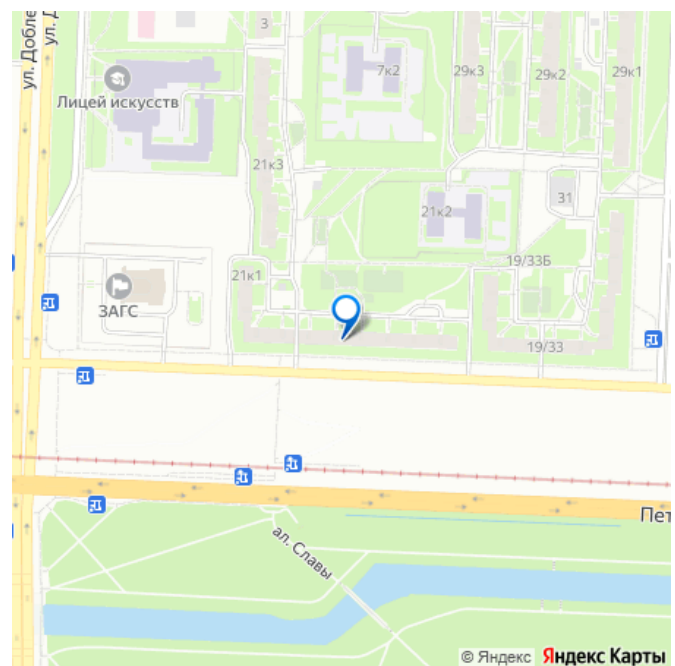 ул. Добле
ул. Д
3
7к2
29к3
29к2
29к1
Лицей искусств
21к3
21к2
31
19/33Б
21к1
ЗАГС
19/33
Пет
ал. Славы
© Яндекс Яндекс Карты